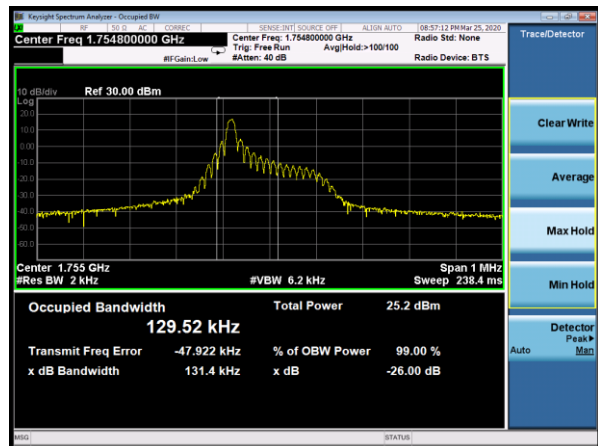 Keysight Spectrum Analyzer - Occupied BW
RF 50 Ω AC CORREC SENSE:INT SOURCE OFF ALIGN AUTO 08:57:12 PM Mar 25, 2020
Center Freq 1.754800000 GHz
Center Freq: 1.754800000 GHz
Radio Std: None
Trig: Free Run Avg|Hold:>100/100
#IFGain:Low #Atten: 40 dB Radio Device: BTS
Trace/Detector
10 dB/div Ref 30.00 dBm
Log
20.0
10.0
0.00
-10.0
-20.0
-30.0
-40.0
-50.0
-60.0
Center 1.755 GHz Span 1 MHz
#Res BW 2 kHz #VBW 6.2 kHz Sweep 238.4 ms
Occupied Bandwidth
129.52 kHz
Total Power 25.2 dBm
Transmit Freq Error -47.922 kHz % of OBW Power 99.00 %
x dB Bandwidth 131.4 kHz x dB -26.00 dB
Clear Write
Average
Max Hold
Min Hold
Detector
Peak▶
Auto Man
MSG STATUS